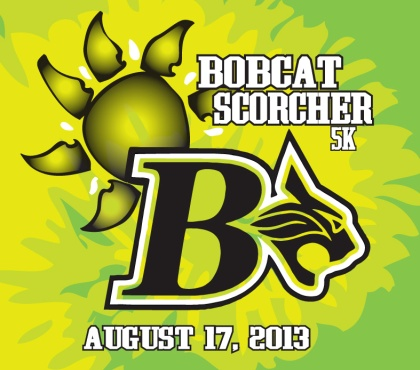 BOBCAT
SCORCHER
5K
B
AUGUST 17, 2013